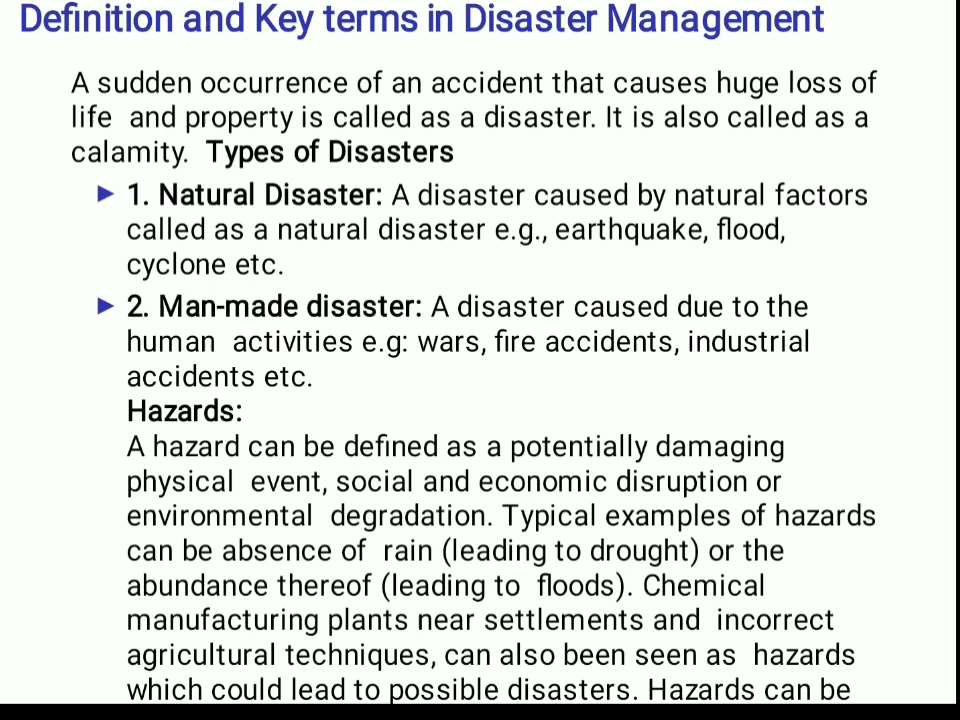 Definition and Key terms in Disaster Management
A sudden occurrence of an accident that causes huge loss of
life and property is called as a disaster. It is also called as a
calamity. Types of Disasters
▶ 1. Natural Disaster: A disaster caused by natural factors
called as a natural disaster e.g., earthquake, flood,
cyclone etc.
▶ 2. Man-made disaster: A disaster caused due to the
human activities e.g: wars, fire accidents, industrial
accidents etc.
Hazards:
A hazard can be defined as a potentially damaging
physical event, social and economic disruption or
environmental degradation. Typical examples of hazards
can be absence of rain (leading to drought) or the
abundance thereof (leading to floods). Chemical
manufacturing plants near settlements and incorrect
agricultural techniques, can also been seen as hazards
which could lead to possible disasters. Hazards can be